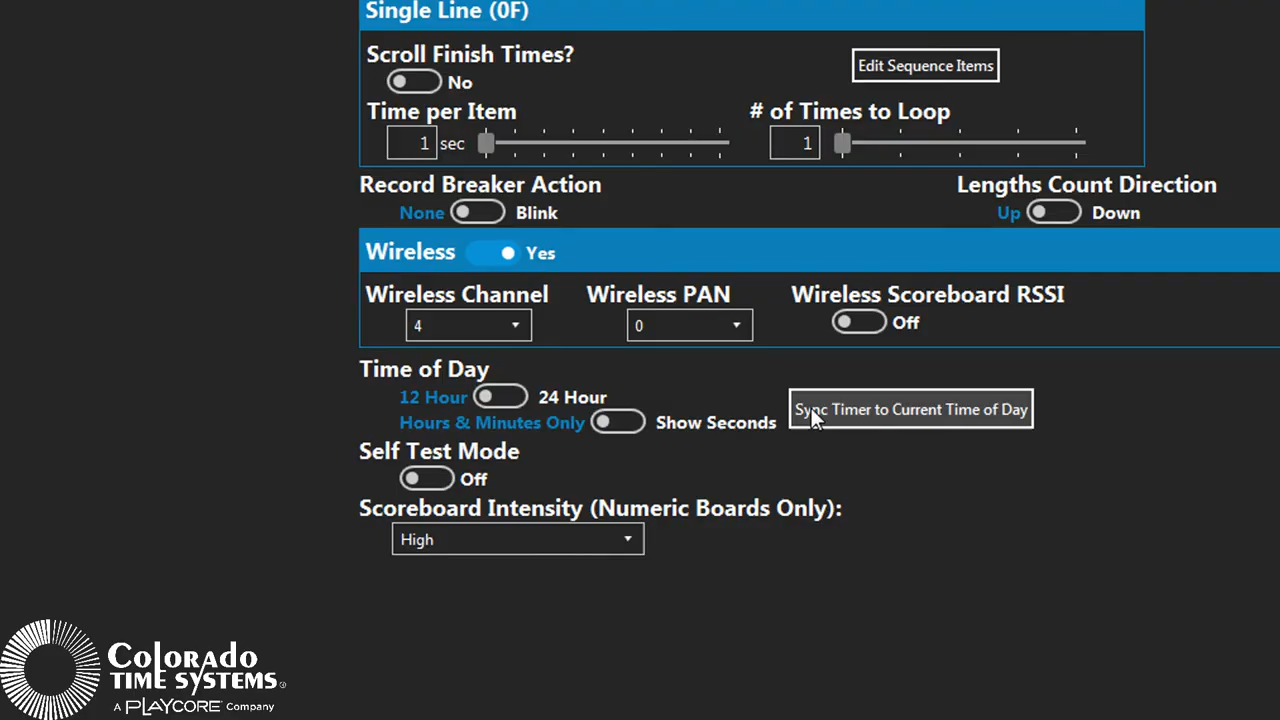 Single Line (0F)
Scroll Finish Times?
No
Edit Sequence Items
Time per Item
# of Times to Loop
1 sec
1
Record Breaker Action
Lengths Count Direction
None Blink
Up Down
Wireless Yes
Wireless Channel
Wireless PAN
Wireless Scoreboard RSSI
4
0
Off
Time of Day
12 Hour 24 Hour
Hours & Minutes Only Show Seconds
Sync Timer to Current Time of Day
Self Test Mode
Off
Scoreboard Intensity (Numeric Boards Only):
High
COLORADO
TIME SYSTEMS
A PLAYCORE Company